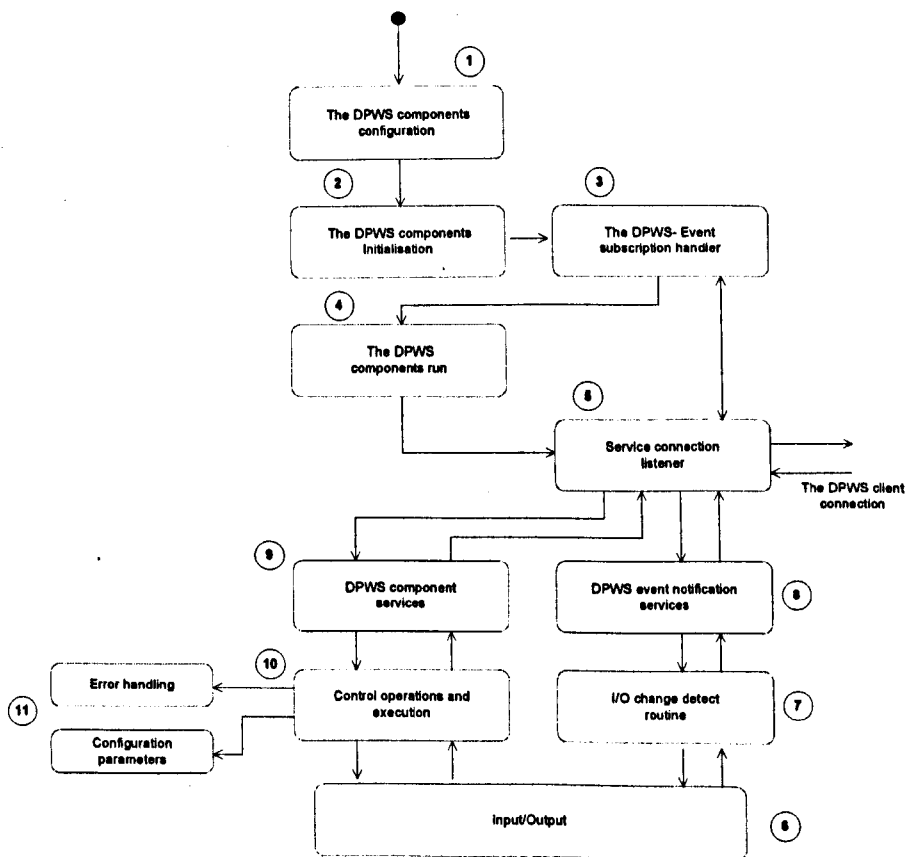 1
The DPWS components
configuration
2
3
The DPWS components
Initialisation
The DPWS- Event
subscription handler
4
The DPWS
components run
5
Service connection
listener
The DPWS client
connection
9
DPWS component
services
DPWS event notification
services
8
10
Error handling
Control operations and
execution
I/O change detect
routine
7
11
Configuration
parameters
Input/Output
6